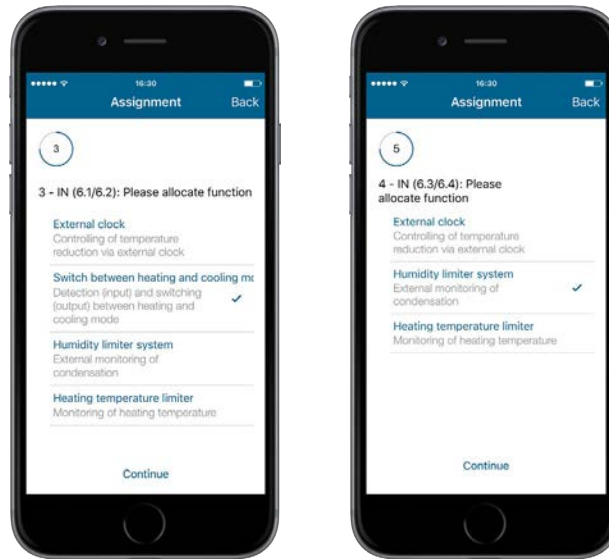 16:30
Assignment
Back
3
3 - IN (6.1/6.2): Please allocate function
External clock
Controlling of temperature
reduction via external clock
Switch between heating and cooling mo
Detection (input) and switching
(output) between heating and
cooling mode
Humidity limiter system
External monitoring of
condensation
Heating temperature limiter
Monitoring of heating temperature
Continue
16:30
Assignment
Back
5
4 - IN (6.3/6.4): Please
allocate function
External clock
Controlling of temperature
reduction via external clock
Humidity limiter system
External monitoring of
condensation
Heating temperature limiter
Monitoring of heating temperature
Continue